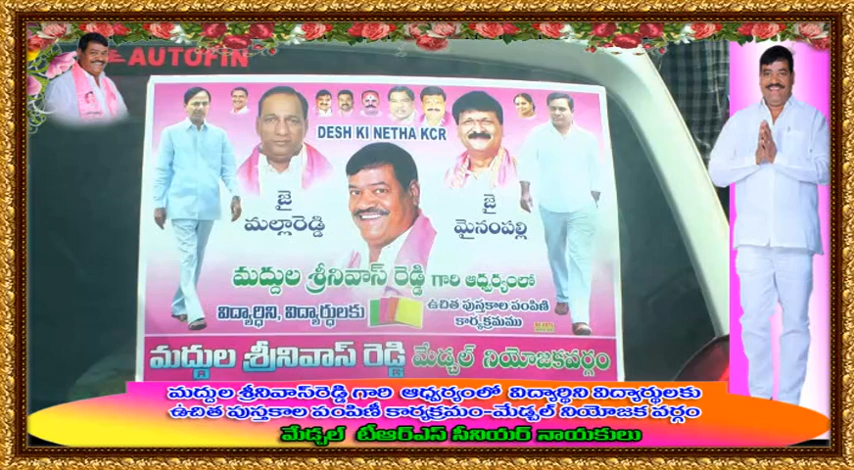 AUTOFIN
DESH KI NETHA KCR
జై
మల్లారెడ్డి
జై
మైనంపల్లి
మద్దుల శ్రీనివాస్ రెడ్డి గారి ఆధ్వర్యంలో
విద్యార్థిని, విద్యార్థులకు
ఉచిత పుస్తకాల పంపిణి
కార్యక్రమము
మద్దుల శ్రీనివాస్ రెడ్డి మేడ్చల్ నియోజకవర్గం
మద్దుల శ్రీనివాస్‌రెడ్డి గారి ఆధ్వర్యంలో విద్యార్థిని విద్యార్థులకు
ఉచిత పుస్తకాల పంపిణీ కార్యక్రమం-మేడ్చల్ నియోజక వర్గం
మేడ్చల్ టీఆర్ఎస్ సీనియర్ నాయకులు